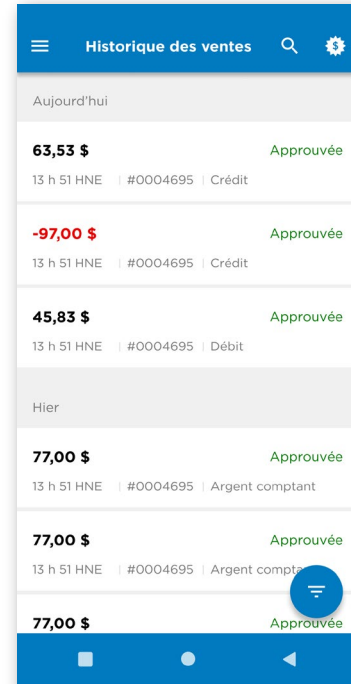 Historique des ventes
Aujourd'hui
63,53 $ Approuvée
13 h 51 HNE | #0004695 | Crédit
-97,00 $ Approuvée
13 h 51 HNE | #0004695 | Crédit
45,83 $ Approuvée
13 h 51 HNE | #0004695 | Débit
Hier
77,00 $ Approuvée
13 h 51 HNE | #0004695 | Argent comptant
77,00 $ Approuvée
13 h 51 HNE | #0004695 | Argent
77,00 $ Approuvée